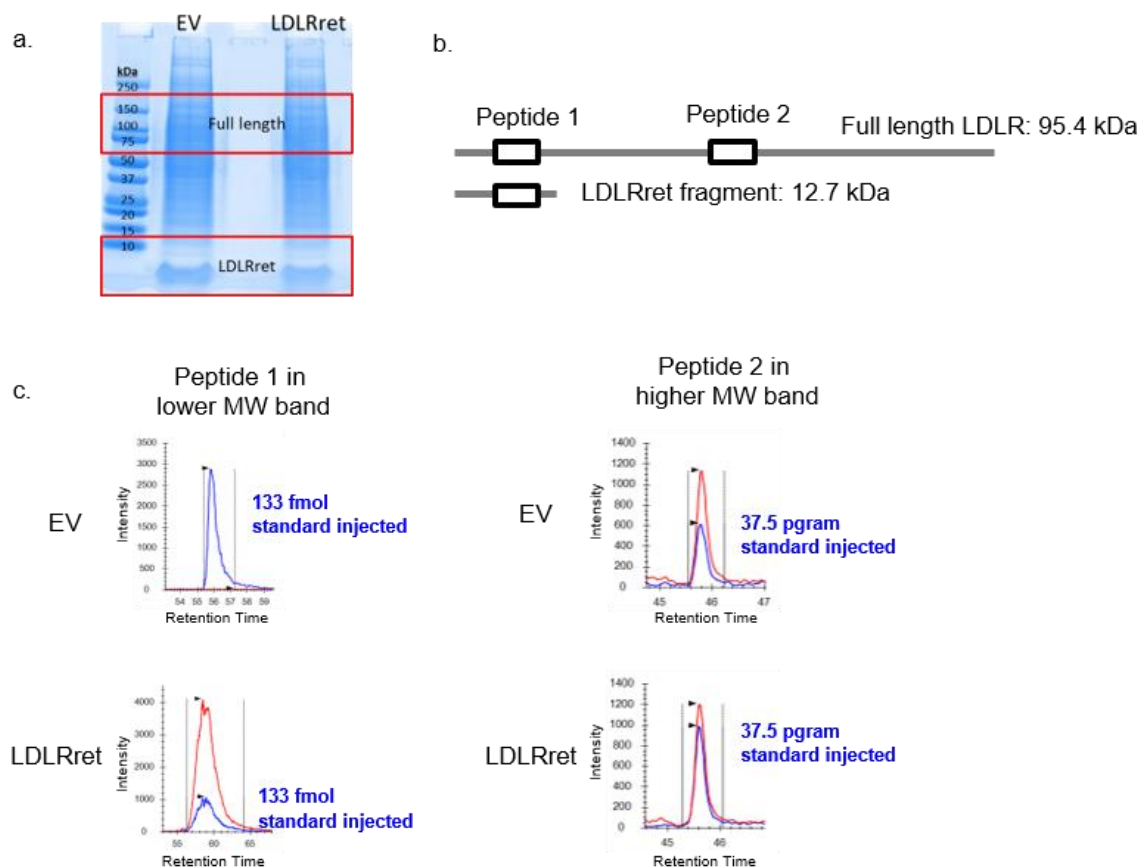 a.
EV LDLRret
kDa
250
150
100
75
50
37
25
20
15
10
Full length
LDLRret
b.
Peptide 1 Peptide 2
Full length LDLR: 95.4 kDa
LDLRret fragment: 12.7 kDa
c.
Peptide 1 in
lower MW band
Peptide 2 in
higher MW band
EV
Intensity
3500
3000
2500
2000
1500
1000
500
0
54 55 56 57 58 59
Retention Time
133 fmol
standard injected
EV
Intensity
1400
1200
1000
800
600
400
200
0
45 46 47
Retention Time
37.5 pgram
standard injected
LDLRret
Intensity
4000
3000
2000
1000
0
55 60 65
Retention Time
133 fmol
standard injected
LDLRret
Intensity
1400
1200
1000
800
600
400
200
0
45 46
Retention Time
37.5 pgram
standard injected